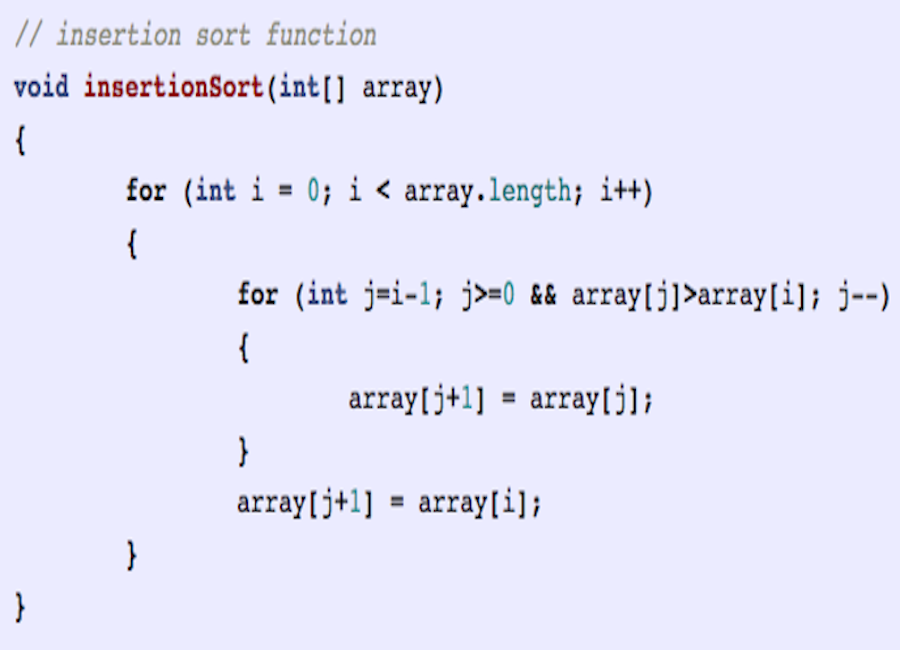 // insertion sort function
void insertionSort(int[] array)
{
for (int i = 0; i < array.length; i++)
{
for (int j=i-1; j>=0 && array[j]>array[i]; j--)
{
array[j+1] = array[j];
}
array[j+1] = array[i];
}
}